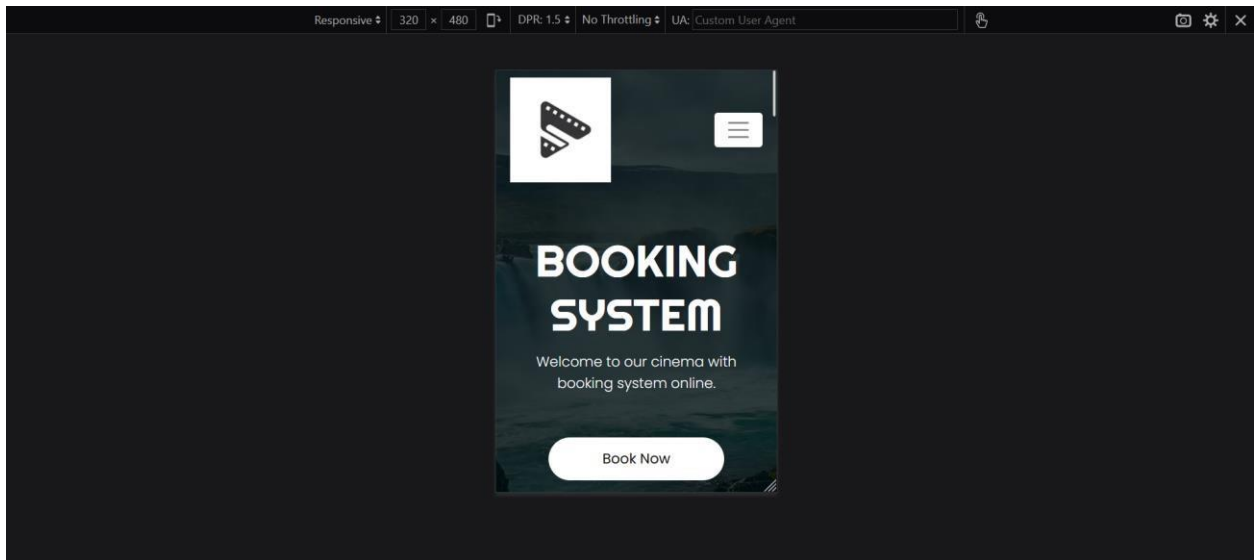 Responsive 320 × 480 DPR: 1.5 No Throttling UA: Custom User Agent
BOOKING
SYSTEM
Welcome to our cinema with
booking system online.
Book Now